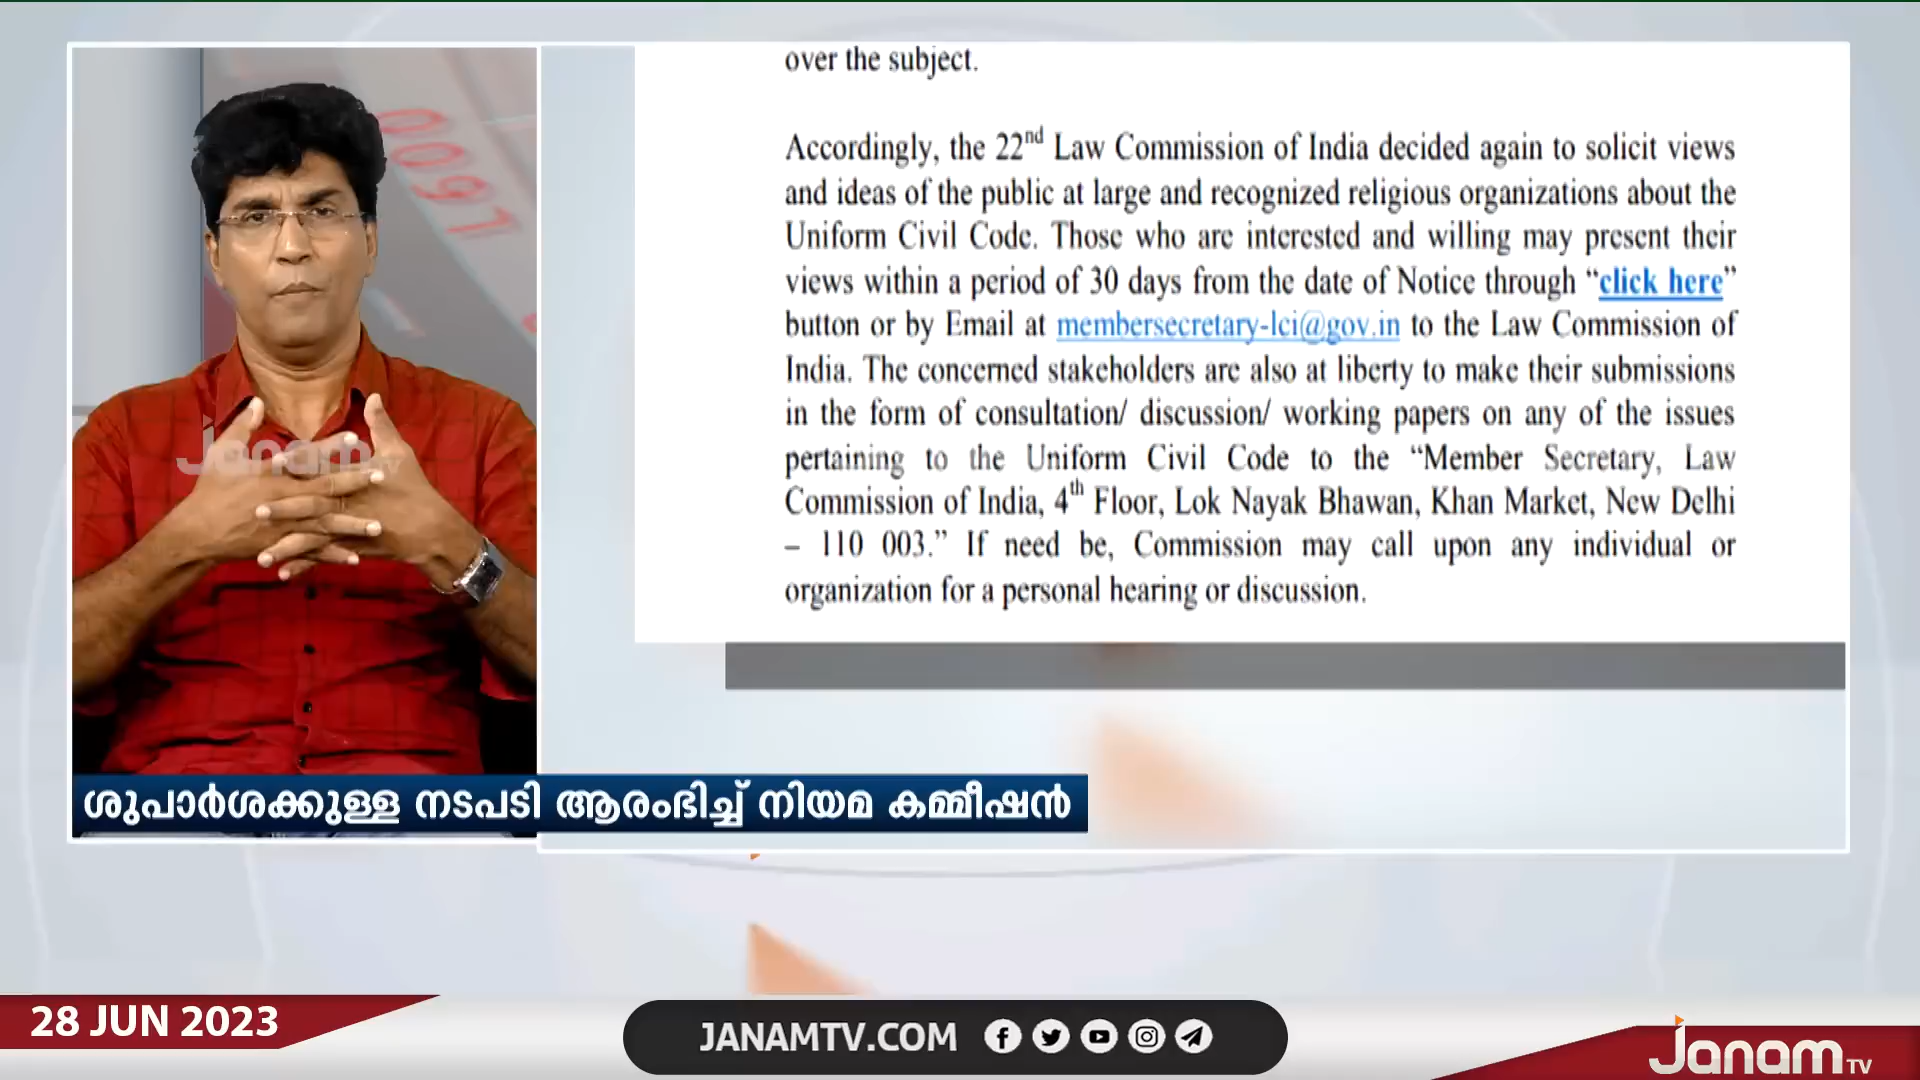 over the subject.
Accordingly, the 22nd Law Commission of India decided again to solicit views
and ideas of the public at large and recognized religious organizations about the
Uniform Civil Code. Those who are interested and willing may present their
views within a period of 30 days from the date of Notice through “click here”
button or by Email at membersecretary-lci@gov.in to the Law Commission of
India. The concerned stakeholders are also at liberty to make their submissions
in the form of consultation/ discussion/ working papers on any of the issues
pertaining to the Uniform Civil Code to the “Member Secretary, Law
Commission of India, 4th Floor, Lok Nayak Bhawan, Khan Market, New Delhi
– 110 003.” If need be, Commission may call upon any individual or
organization for a personal hearing or discussion.
Janam TV
ശുപാർശക്കുള്ള നടപടി ആരംഭിച്ച് നിയമ കമ്മീഷൻ
28 JUN 2023
JANAMTV.COM
Janam TV